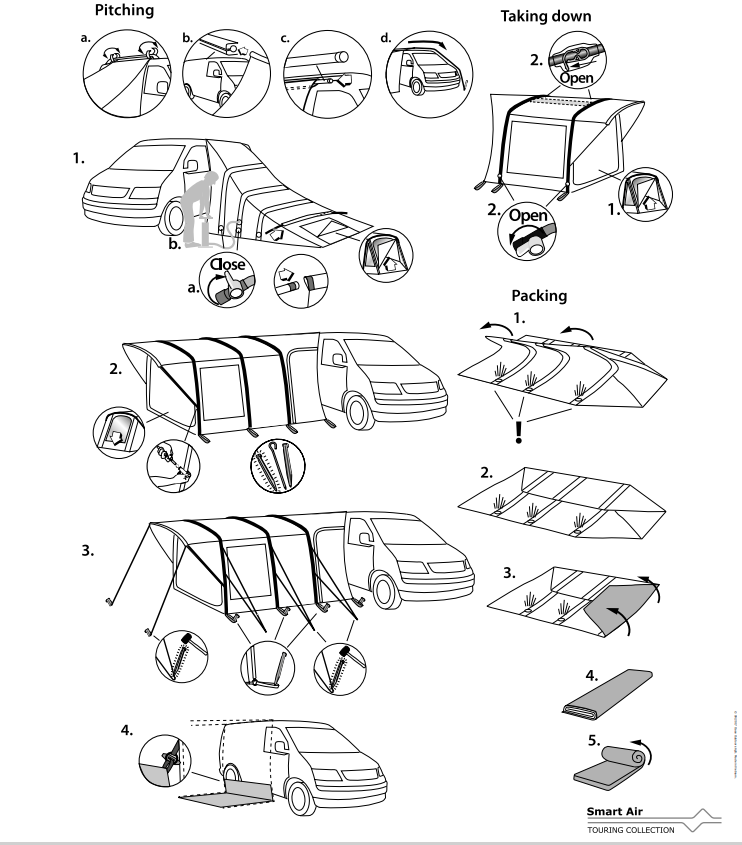 Pitching
a.
b.
c.
d.
1.
b.
Close
a.
2.
3.
4.
Taking down
2.
Open
1.
2.
Open
Packing
1.
!
2.
3.
4.
5.
Smart Air
TOURING COLLECTION